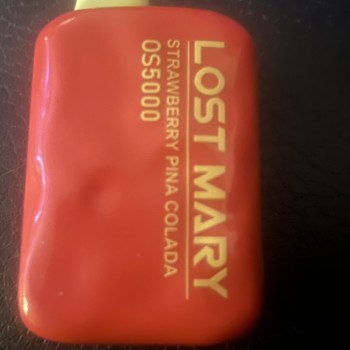 LOST MARY
STRAWBERRY PINA COLADA
OS5000